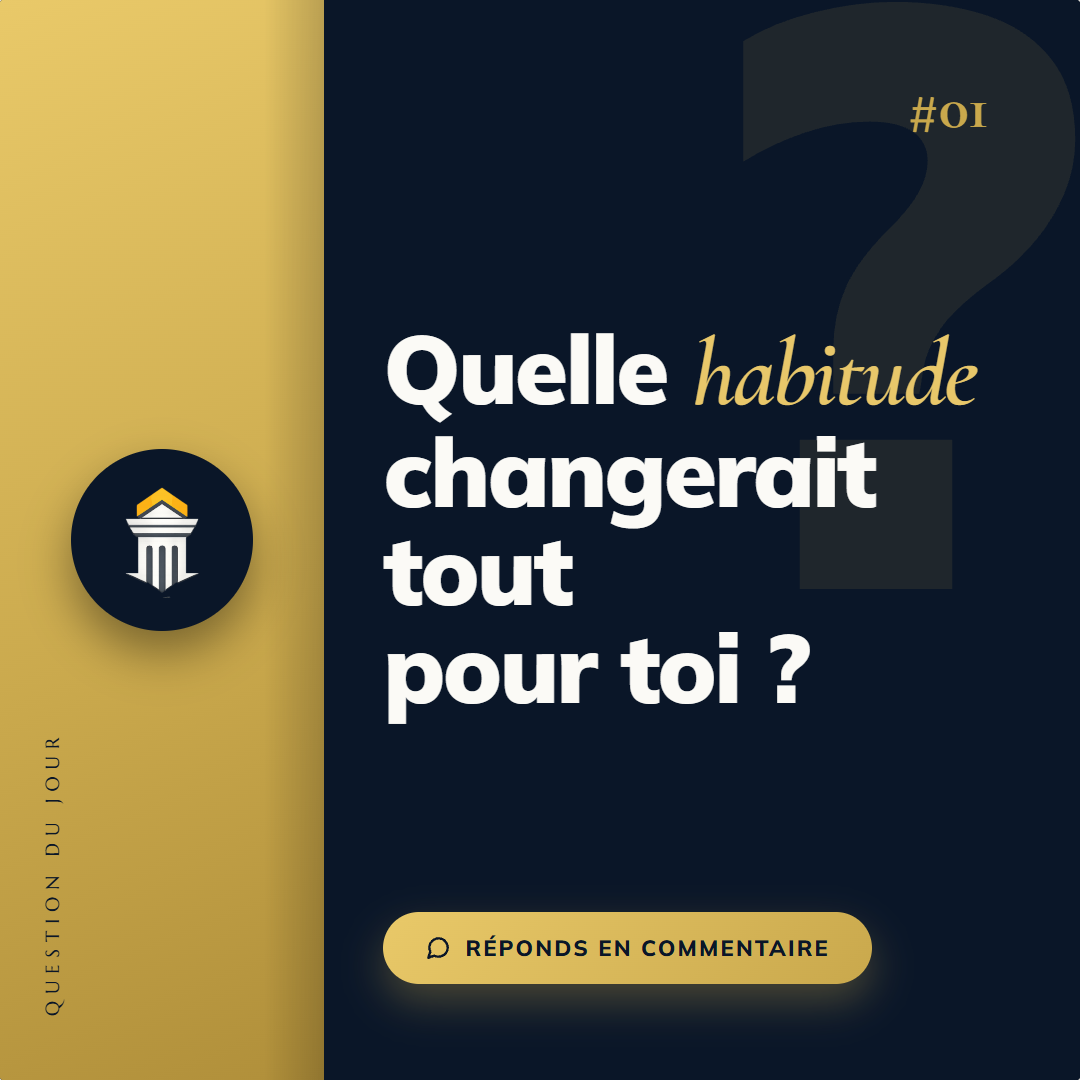 #01
Quelle habitude
changerait
tout
pour toi ?
QUESTION DU JOUR
RÉPONDS EN COMMENTAIRE